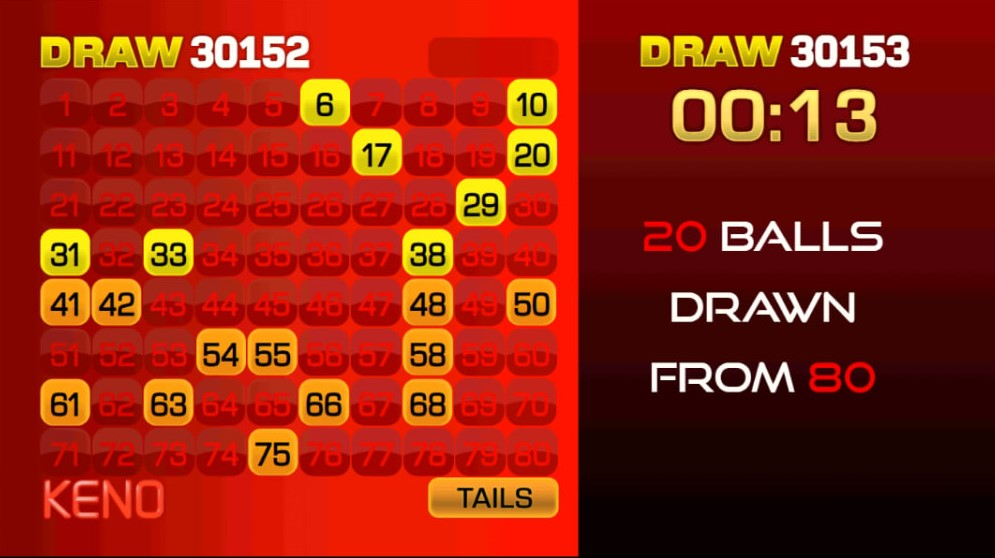 DRAW 30152
1 2 3 4 5 6 7 8 9 10
11 12 13 14 15 16 17 18 19 20
21 22 23 24 25 26 27 28 29 30
31 32 33 34 35 36 37 38 39 40
41 42 43 44 45 46 47 48 49 50
51 52 53 54 55 56 57 58 59 60
61 62 63 64 65 66 67 68 69 70
71 72 73 74 75 76 77 78 79 80
KENO
TAILS
DRAW 30153
00:13
20 BALLS
DRAWN
FROM 80